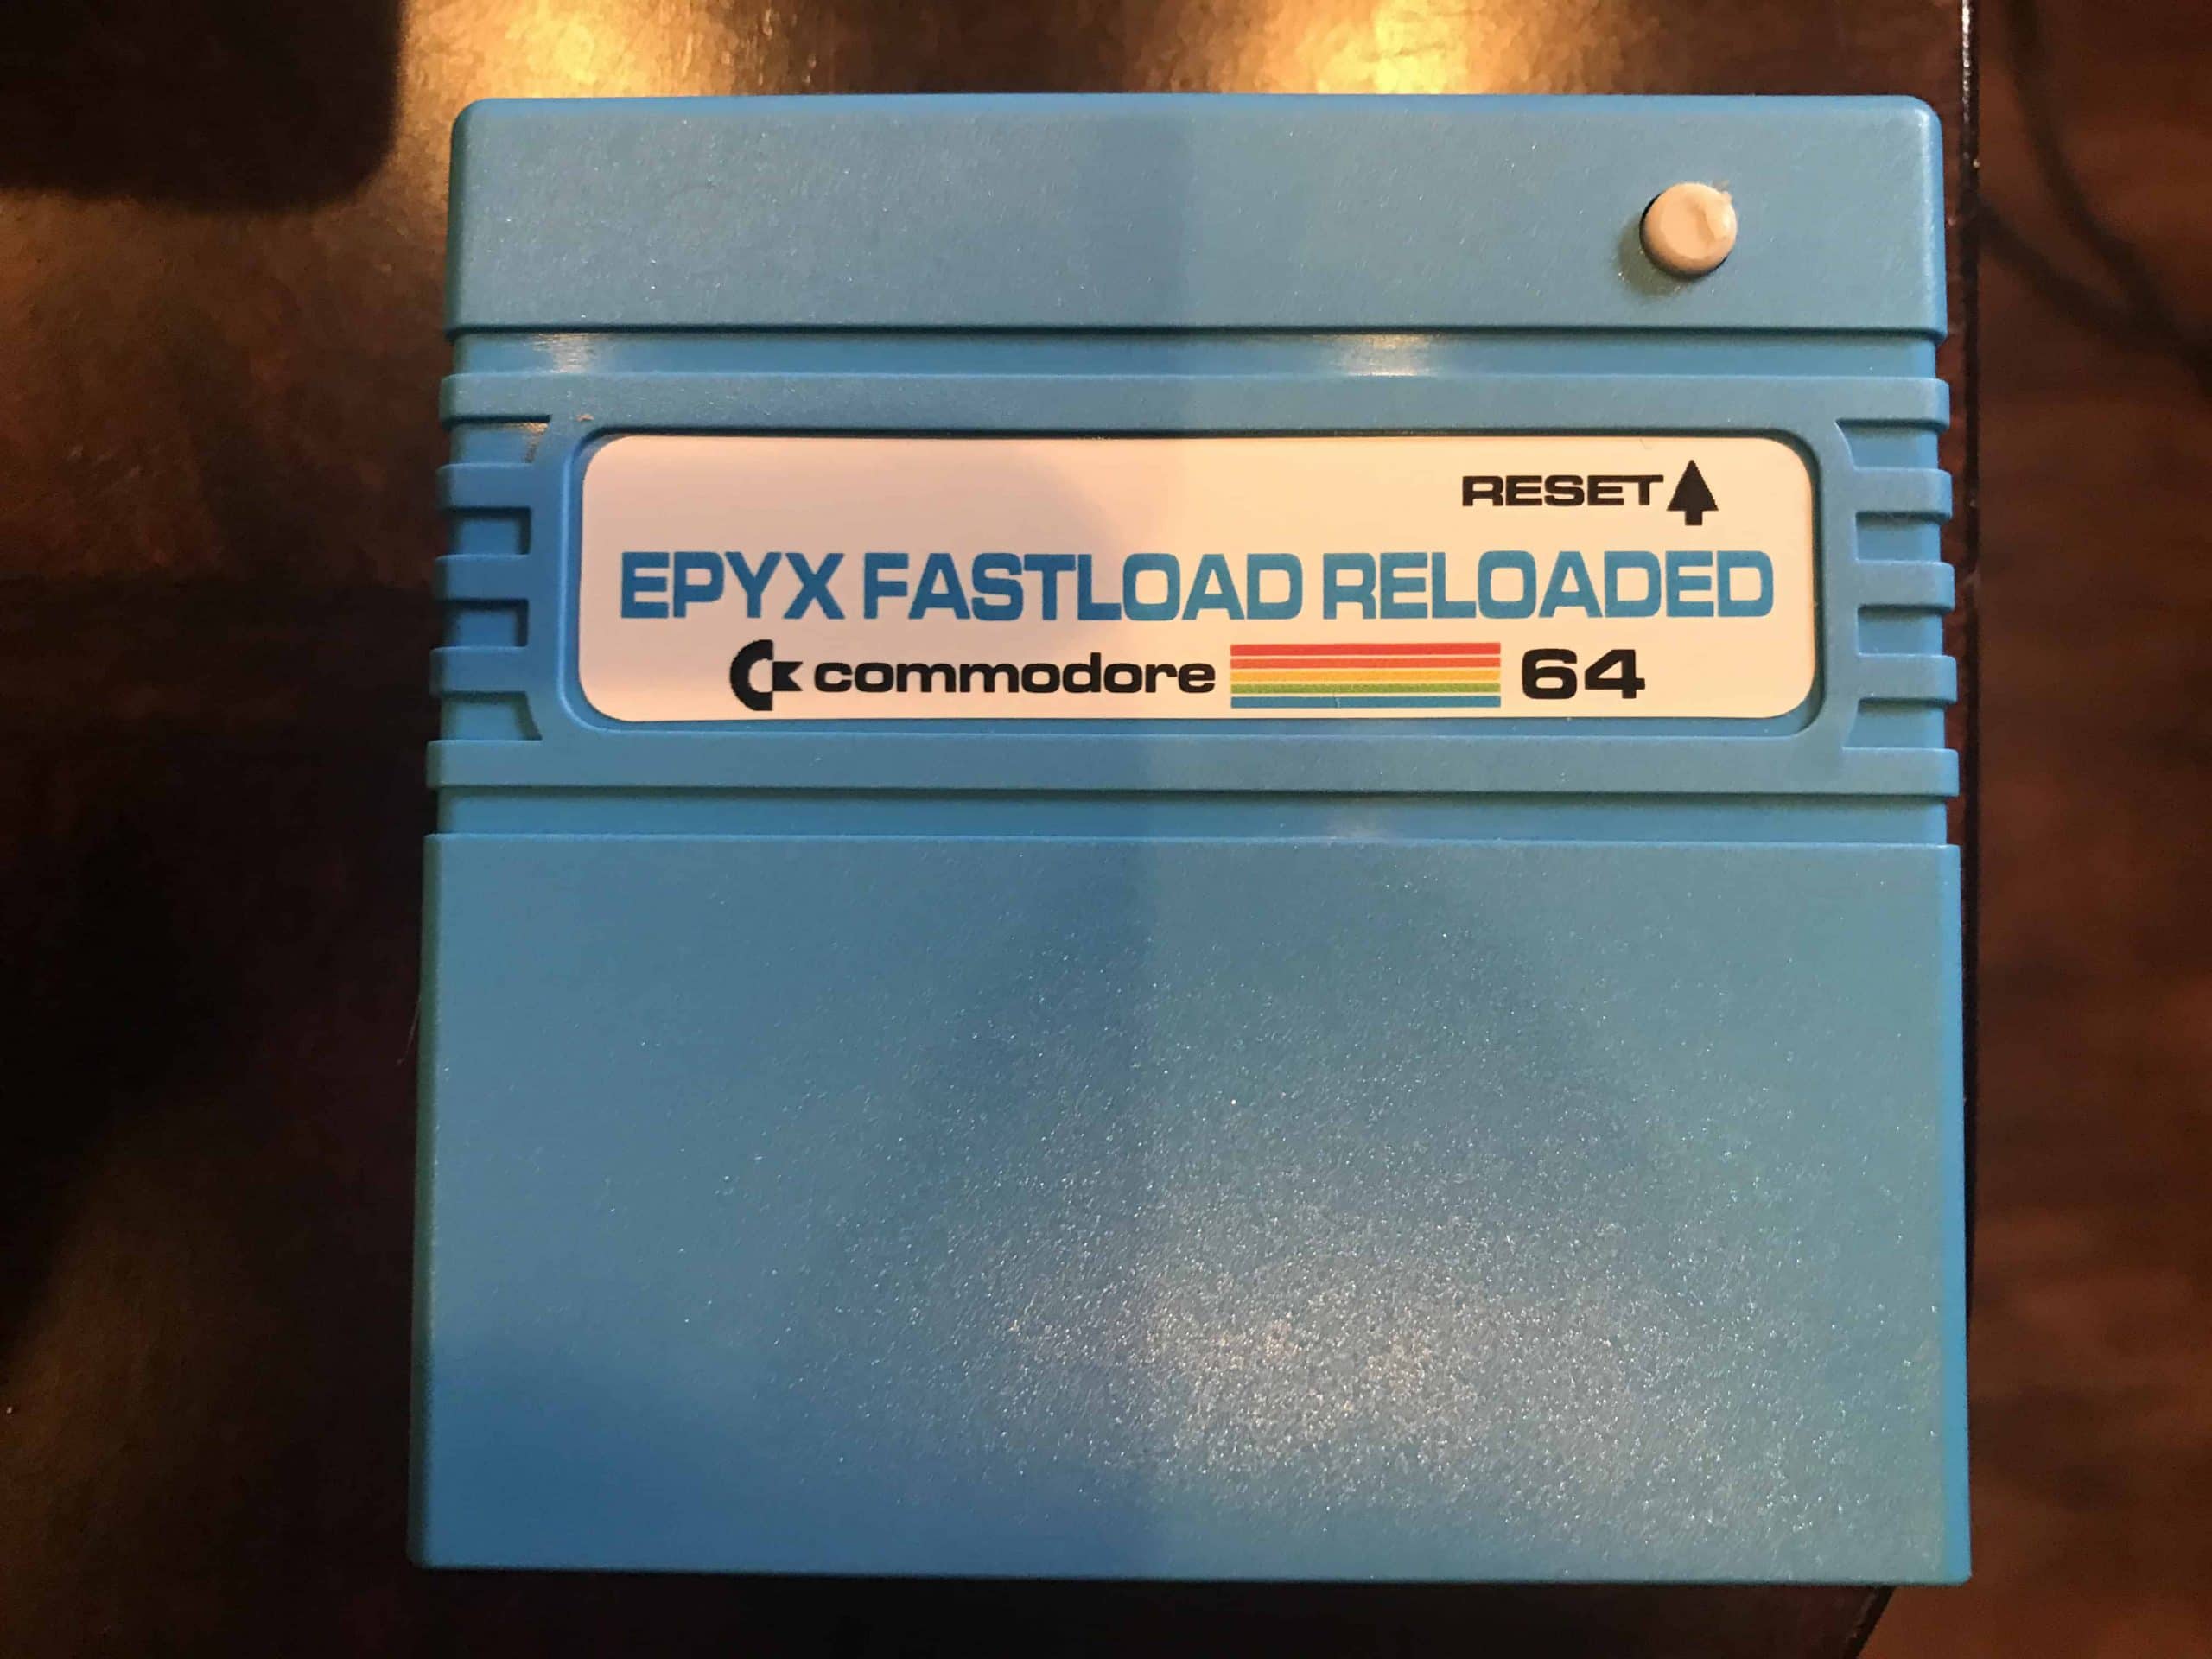 RESET
EPYX FASTLOAD RELOADED
commodore 64